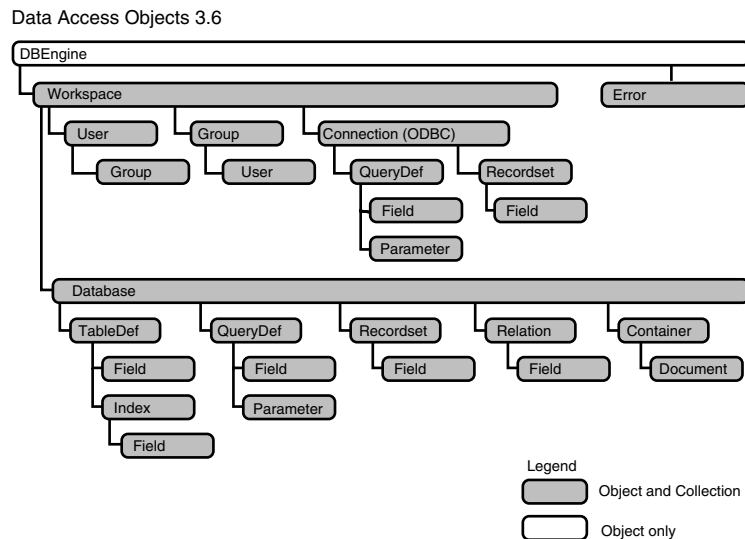 Data Access Objects 3.6
DBEngine
Workspace
Error
User
Group
Connection (ODBC)
Group
User
QueryDef
Recordset
Field
Field
Parameter
Database
TableDef
QueryDef
Recordset
Relation
Container
Field
Field
Field
Field
Document
Index
Parameter
Field
Legend
Object and Collection
Object only